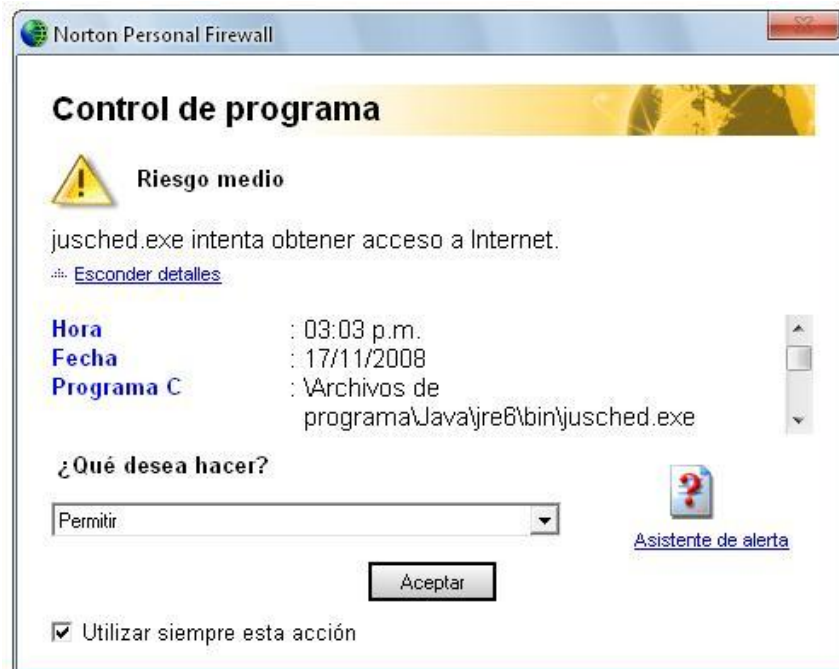 Norton Personal Firewall
Control de programa
Riesgo medio
jusched.exe intenta obtener acceso a Internet.
Esconder detalles
Hora : 03:03 p.m.
Fecha : 17/11/2008
Programa C : \Archivos de
programa\Java\jre6\bin\jusched.exe
¿Qué desea hacer?
Permitir
Asistente de alerta
Aceptar
Utilizar siempre esta acción